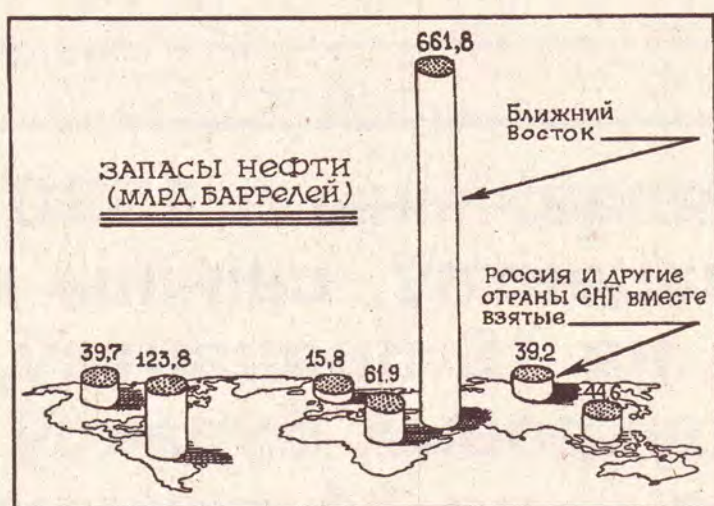 661,8
Ближний
Восток
ЗАПАСЫ НЕФТИ
(МЛРД. БАРРЕЛЕЙ)
Россия и другие
страны СНГ вместе
взятые
39,7
123,8
15,8
61.9
39,2
44,6